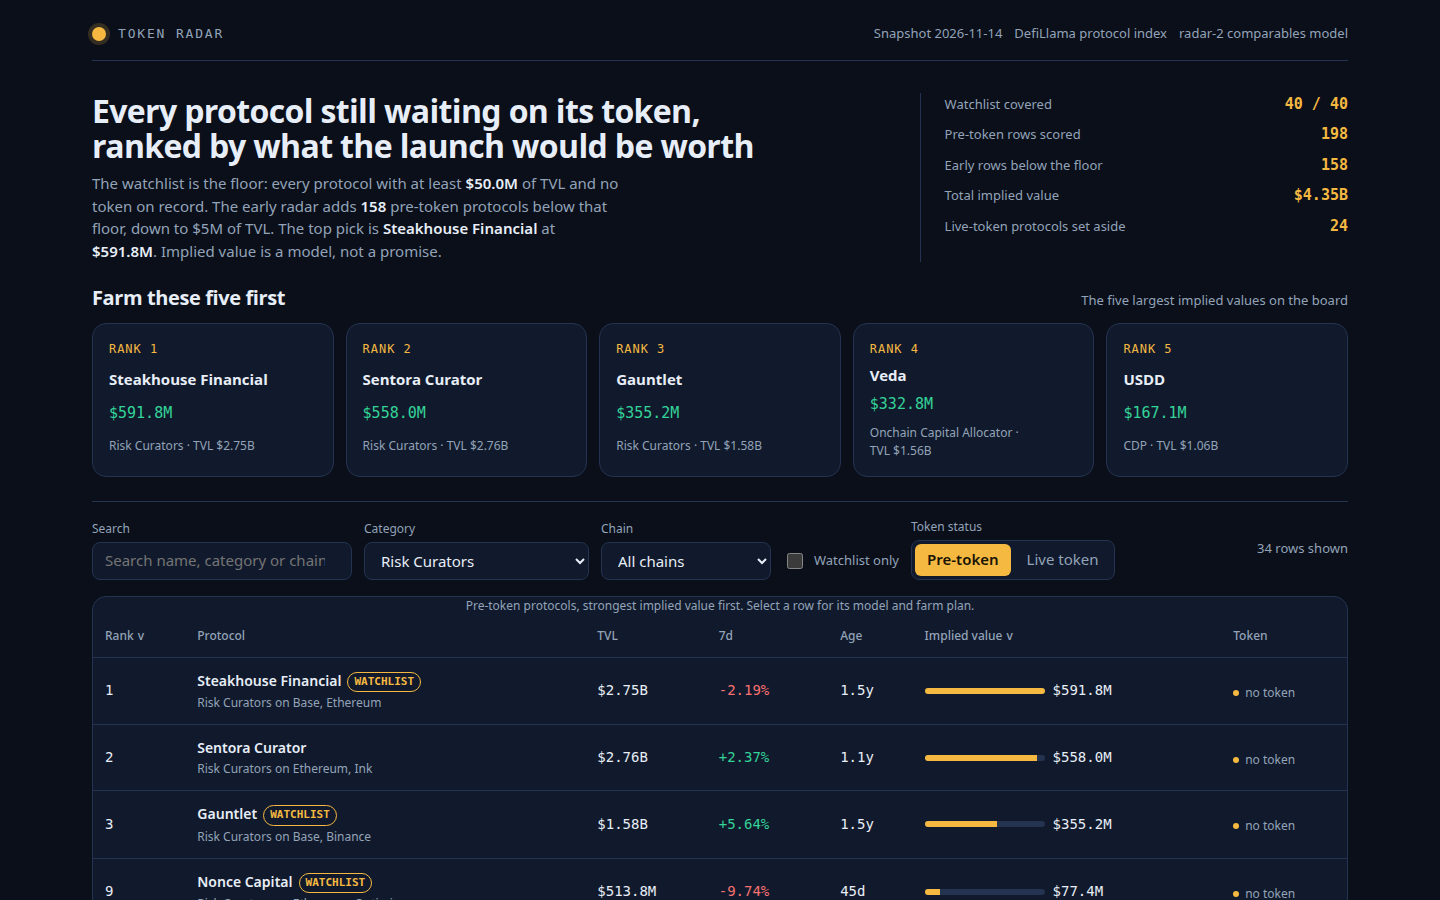 TOKEN RADAR
Snapshot 2026-11-14 DefiLlama protocol index radar-2 comparables model
Every protocol still waiting on its token,
ranked by what the launch would be worth
The watchlist is the floor: every protocol with at least $50.0M of TVL and no
token on record. The early radar adds 158 pre-token protocols below that
floor, down to $5M of TVL. The top pick is Steakhouse Financial at
$591.8M. Implied value is a model, not a promise.
Watchlist covered 40 / 40
Pre-token rows scored 198
Early rows below the floor 158
Total implied value $4.35B
Live-token protocols set aside 24
Farm these five first
The five largest implied values on the board
RANK 1
Steakhouse Financial
$591.8M
Risk Curators · TVL $2.75B
RANK 2
Sentora Curator
$558.0M
Risk Curators · TVL $2.76B
RANK 3
Gauntlet
$355.2M
Risk Curators · TVL $1.58B
RANK 4
Veda
$332.8M
Onchain Capital Allocator ·
TVL $1.56B
RANK 5
USDD
$167.1M
CDP · TVL $1.06B
Search
Search name, category or chain
Category
Risk Curators
Chain
All chains
Watchlist only
Token status
Pre-token Live token
34 rows shown
Pre-token protocols, strongest implied value first. Select a row for its model and farm plan.
Rank v Protocol TVL 7d Age Implied value v Token
1 Steakhouse Financial WATCHLIST $2.75B -2.19% 1.5y $591.8M no token
Risk Curators on Base, Ethereum
2 Sentora Curator $2.76B +2.37% 1.1y $558.0M no token
Risk Curators on Ethereum, Ink
3 Gauntlet WATCHLIST $1.58B +5.64% 1.5y $355.2M no token
Risk Curators on Base, Binance
9 Nonce Capital WATCHLIST $513.8M -9.74% 45d $77.4M no token